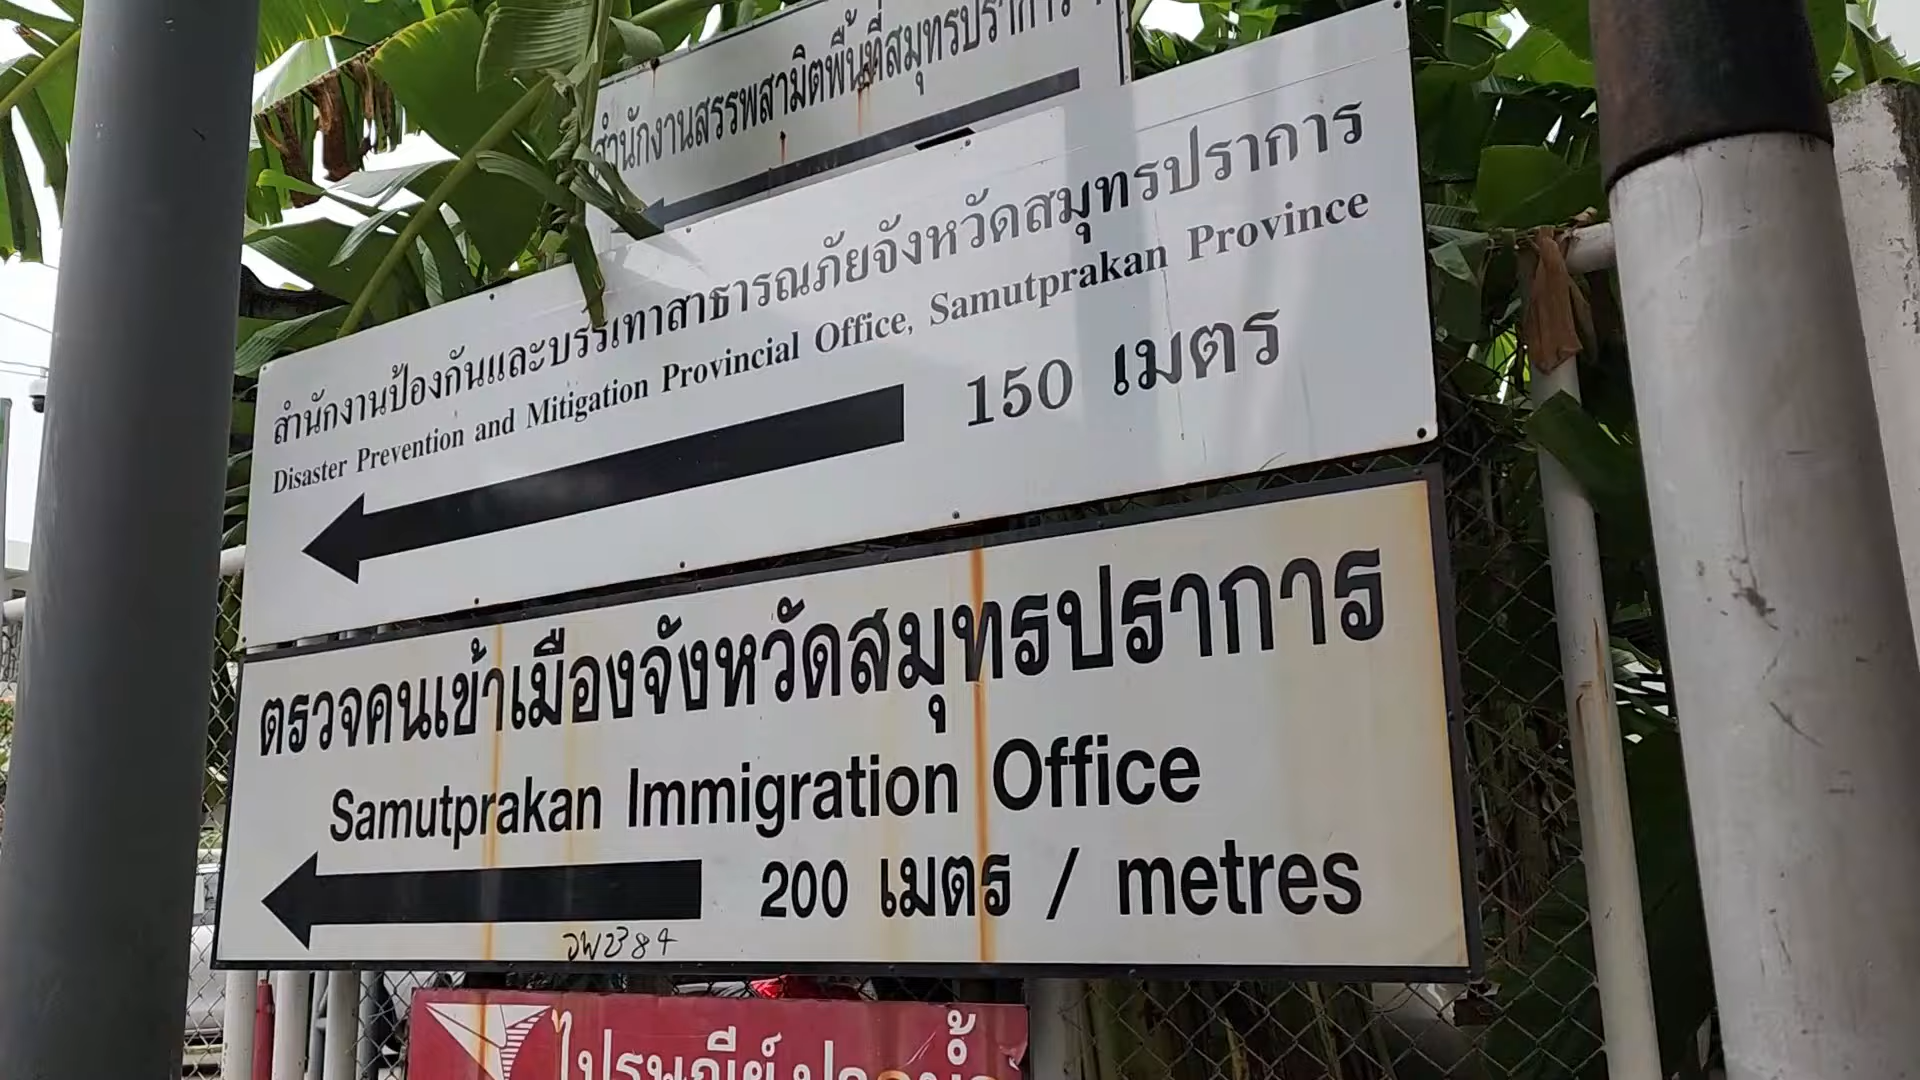 สำนักงานสรรพสามิตพื้นที่สมุทรปราการ
สำนักงานป้องกันและบรรเทาสาธารณภัยจังหวัดสมุทรปราการ
Disaster Prevention and Mitigation Provincial Office, Samutprakan Province
150 เมตร
ตรวจคนเข้าเมืองจังหวัดสมุทรปราการ
Samutprakan Immigration Office
200 เมตร / metres
ไปรษณีย์